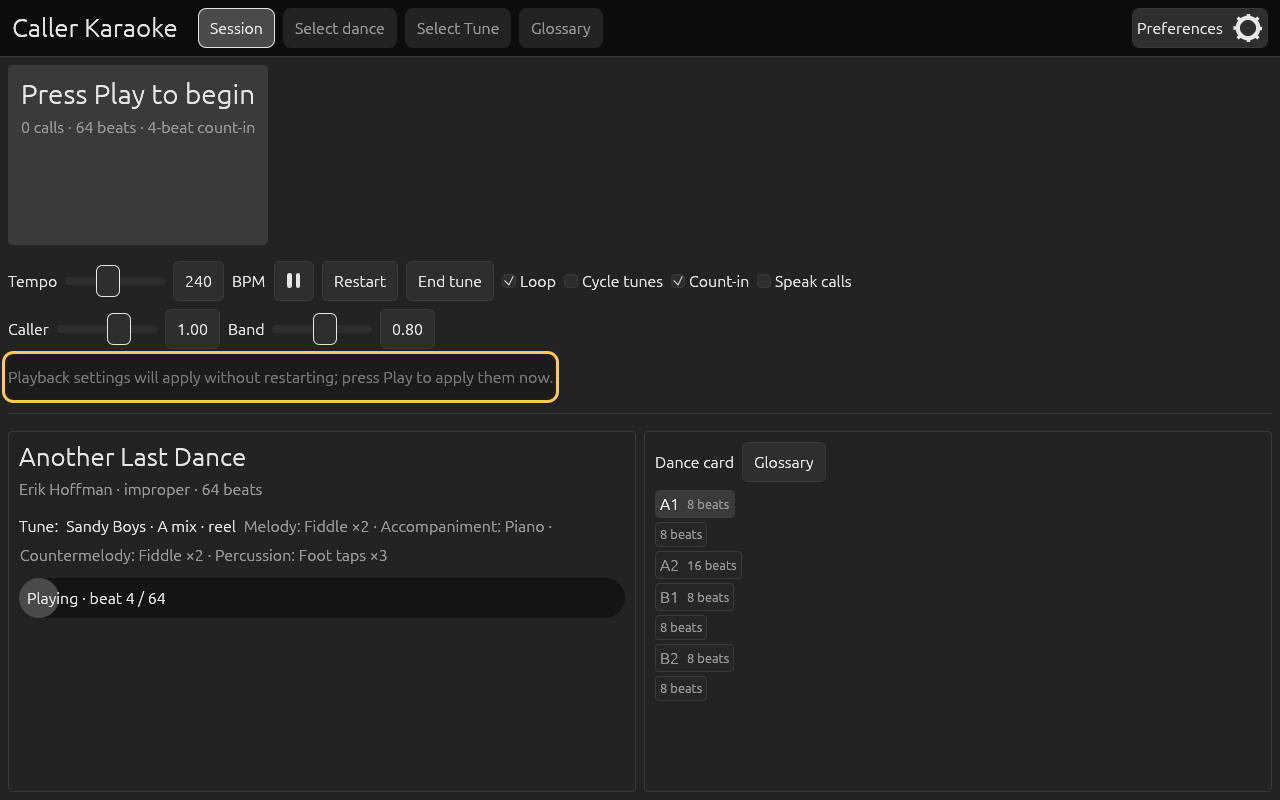 Caller Karaoke Session Select dance Select Tune Glossary Preferences
Press Play to begin
0 calls · 64 beats · 4-beat count-in
Tempo 240 BPM Restart End tune Loop Cycle tunes Count-in Speak calls
Caller 1.00 Band 0.80
Playback settings will apply without restarting; press Play to apply them now.
Another Last Dance
Erik Hoffman · improper · 64 beats
Tune: Sandy Boys · A mix · reel Melody: Fiddle ×2 · Accompaniment: Piano ·
Countermelody: Fiddle ×2 · Percussion: Foot taps ×3
Playing · beat 4 / 64
Dance card Glossary
A1 8 beats
8 beats
A2 16 beats
B1 8 beats
8 beats
B2 8 beats
8 beats